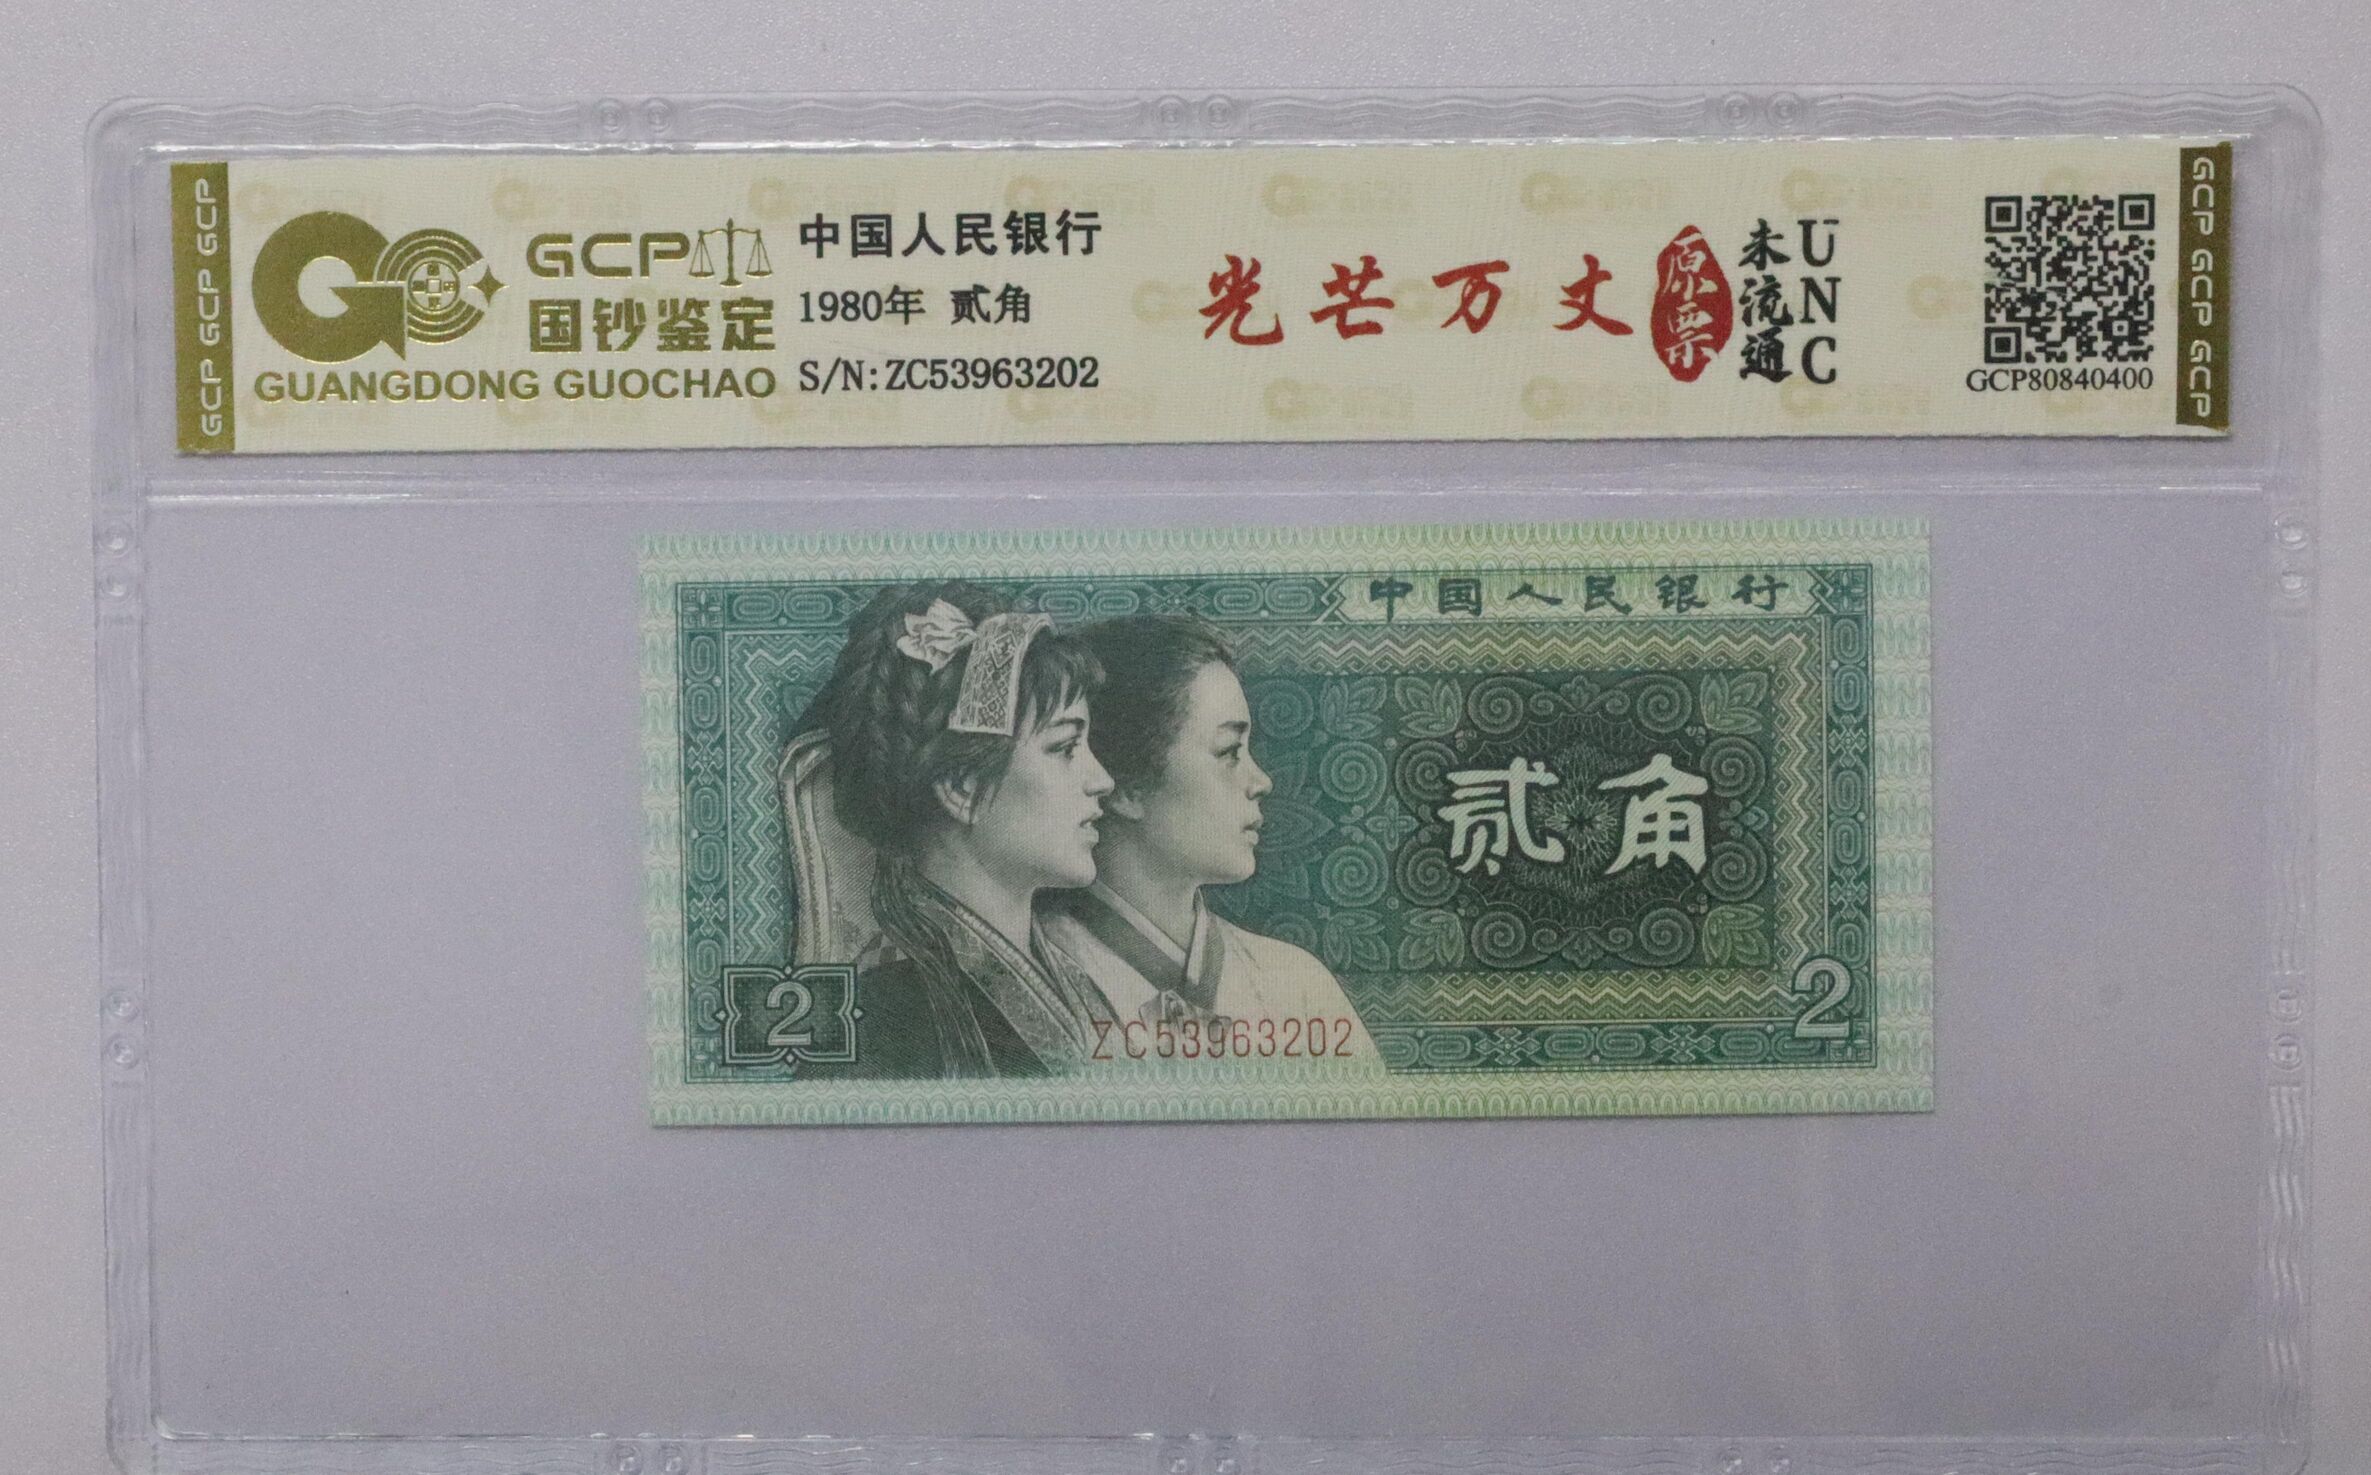 GCP GCP GCP
GCP
国钞鉴定
GUANGDONG GUOCHAO
中国人民银行
1980年 贰角
S/N:ZC53963202
光芒万丈
原票
未流通
UNC
GCP80840400
GCP GCP GCP
中国人民银行
贰角
2
2
ZC53963202